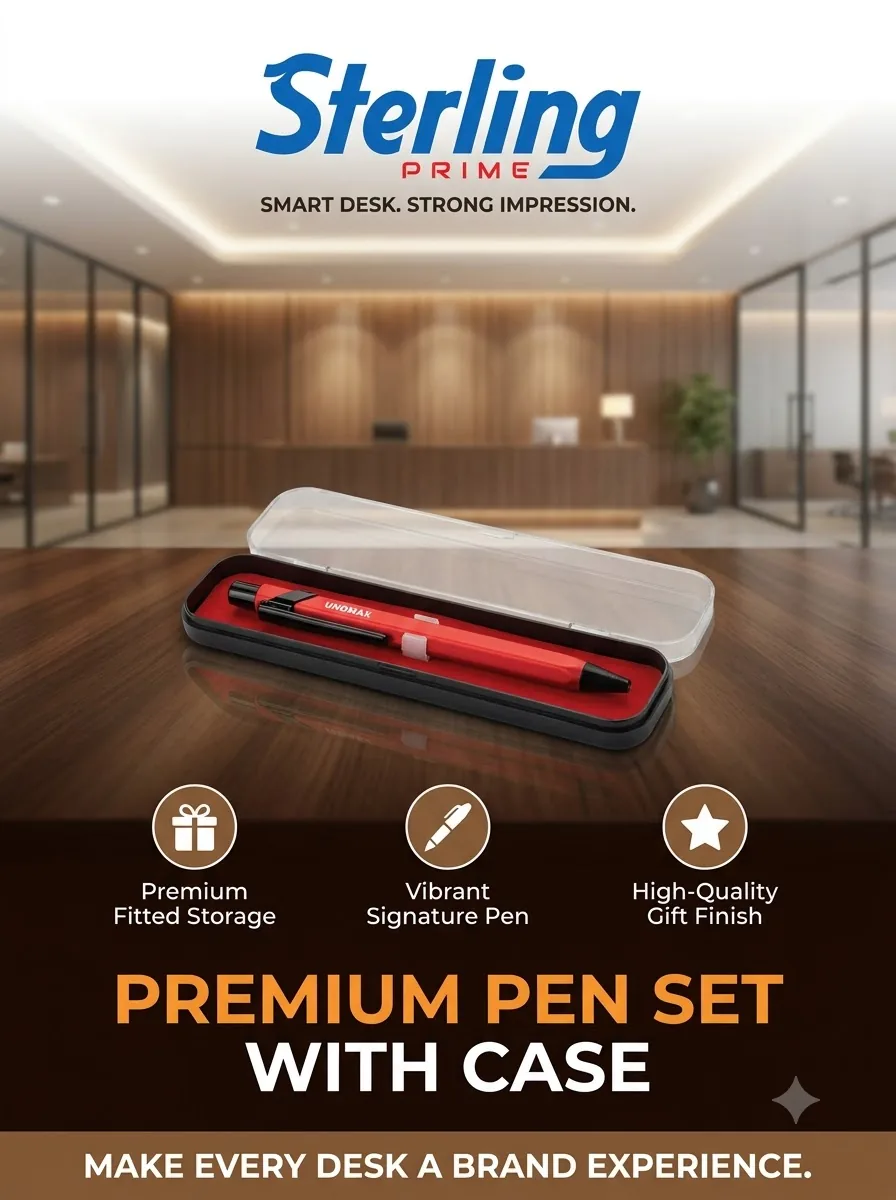 Sterling
PRIME
SMART DESK. STRONG IMPRESSION.
UNOMAX
Premium
Fitted Storage
Vibrant
Signature Pen
High-Quality
Gift Finish
PREMIUM PEN SET
WITH CASE
MAKE EVERY DESK A BRAND EXPERIENCE.